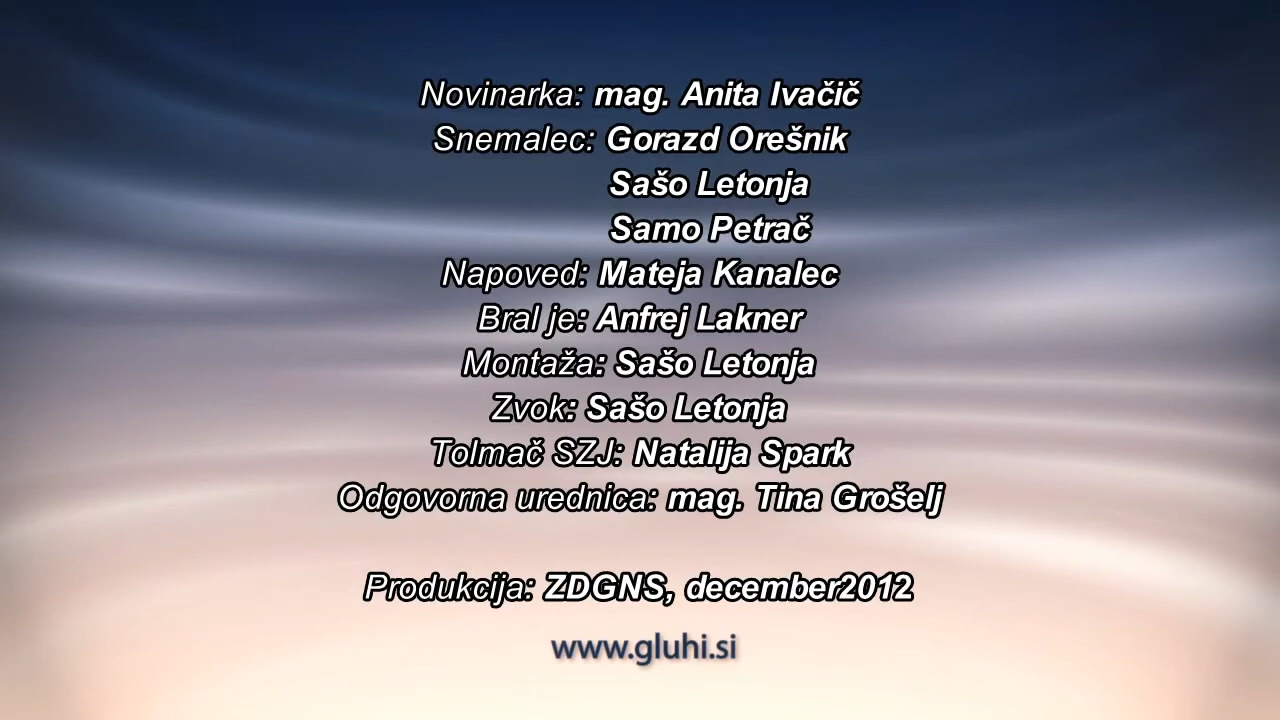 Novinarka: mag. Anita Ivačič
Snemalec: Gorazd Orešnik
Sašo Letonja
Samo Petrač
Napoved: Mateja Kanalec
Bral je: Anfrej Lakner
Montaža: Sašo Letonja
Zvok: Sašo Letonja
Tolmač SZJ: Natalija Spark
Odgovorna urednica: mag. Tina Grošelj
Produkcija: ZDGNS, december2012
www.gluhi.si